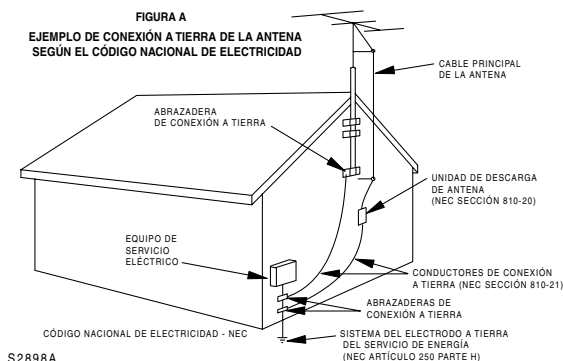 FIGURA A
EJEMPLO DE CONEXIÓN A TIERRA DE LA ANTENA
SEGÚN EL CÓDIGO NACIONAL DE ELECTRICIDAD
CABLE PRINCIPAL
DE LA ANTENA
ABRAZADERA
DE CONEXIÓN A TIERRA
UNIDAD DE DESCARGA
DE ANTENA
(NEC SECCIÓN 810-20)
EQUIPO DE
SERVICIO
ELÉCTRICO
CONDUCTORES DE CONEXIÓN
A TIERRA (NEC SECCIÓN 810-21)
ABRAZADERAS DE
CONEXIÓN A TIERRA
CÓDIGO NACIONAL DE ELECTRICIDAD - NEC
SISTEMA DEL ELECTRODO A TIERRA
DEL SERVICIO DE ENERGÍA
(NEC ARTÍCULO 250 PARTE H)
S2898A